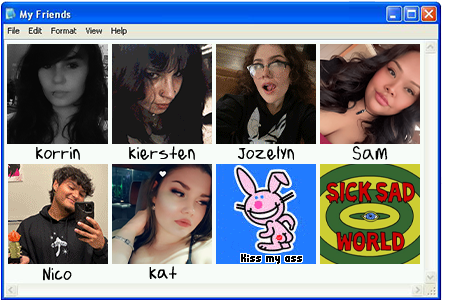 My Friends
File Edit Format View Help
korrin kiersten Jozelyn Sam
Kiss my ass
SICK SAD
WORLD
Nico kat